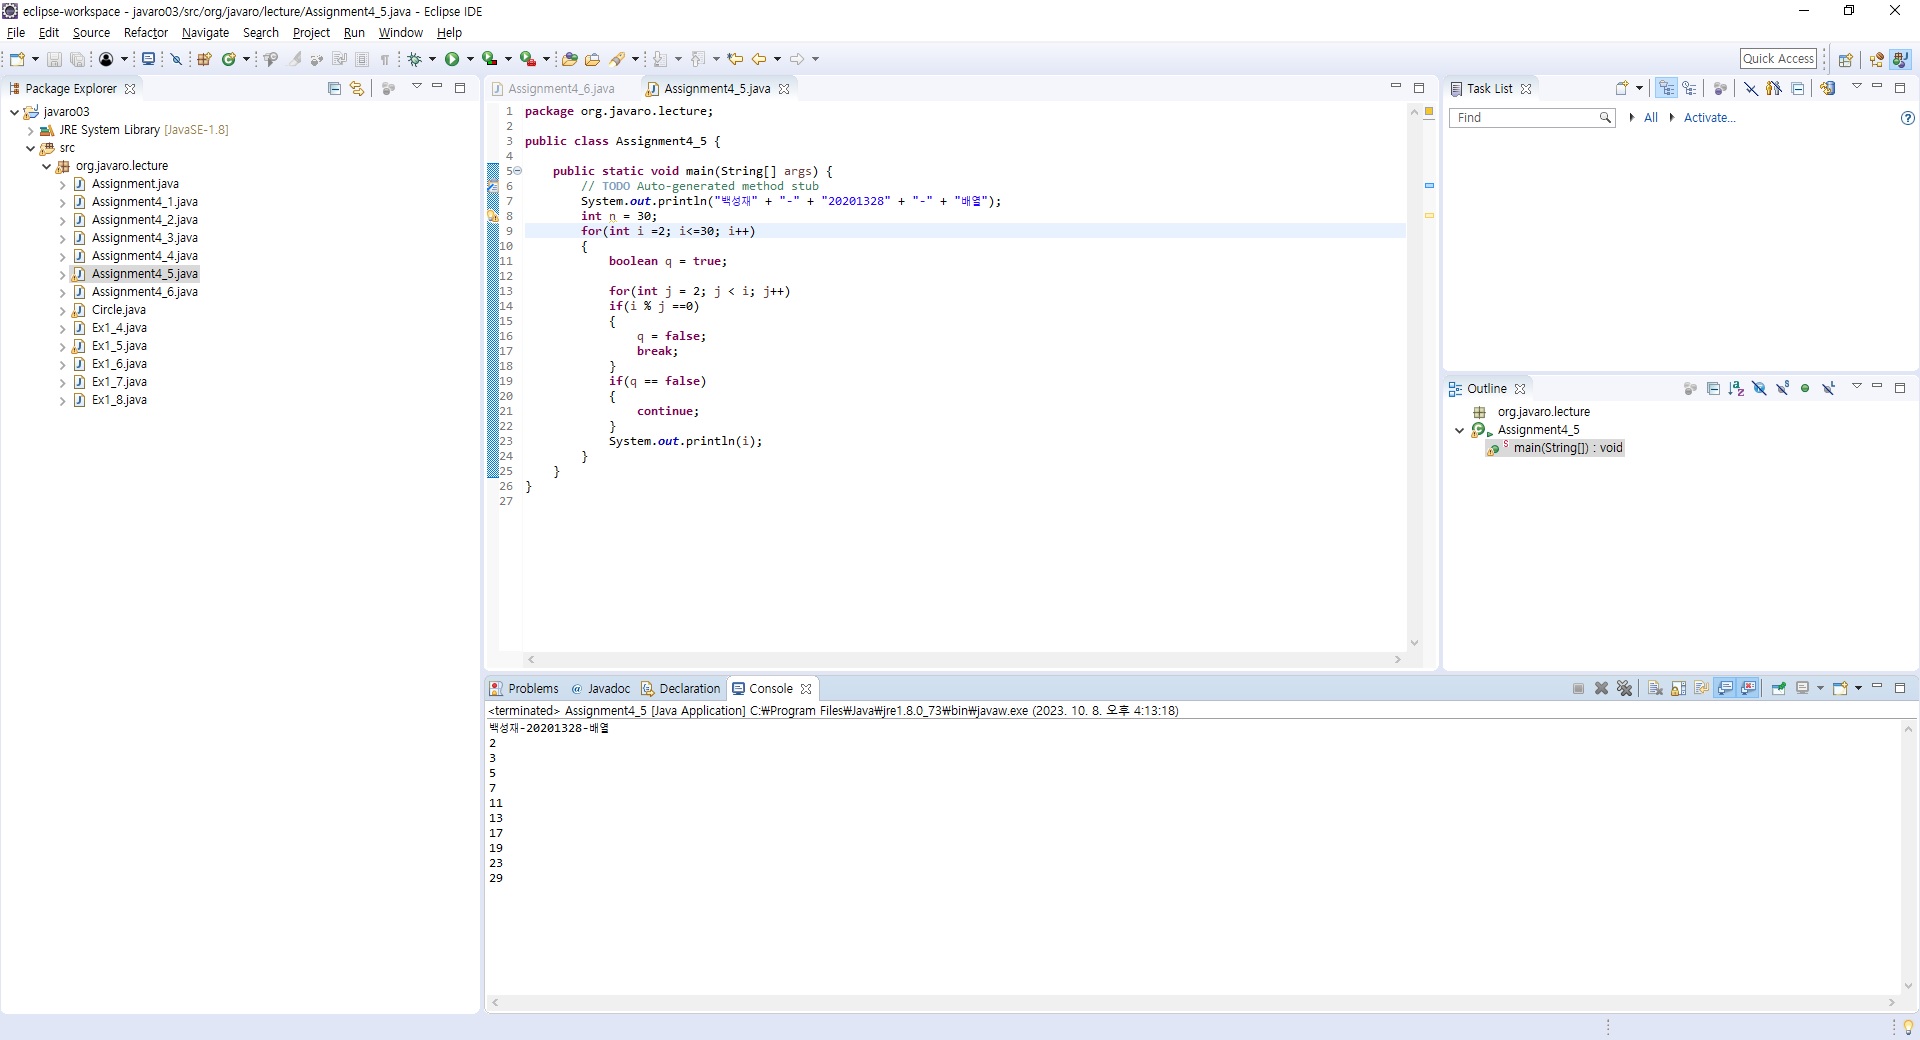 eclipse-workspace - javaro03/src/org/javaro/lecture/Assignment4_5.java - Eclipse IDE
File Edit Source Refactor Navigate Search Project Run Window Help
Quick Access
Package Explorer
javaro03
JRE System Library [JavaSE-1.8]
src
org.javaro.lecture
Assignment.java
Assignment4_1.java
Assignment4_2.java
Assignment4_3.java
Assignment4_4.java
Assignment4_5.java
Assignment4_6.java
Circle.java
Ex1_4.java
Ex1_5.java
Ex1_6.java
Ex1_7.java
Ex1_8.java
Assignment4_6.java Assignment4_5.java
1 package org.javaro.lecture;
2
3 public class Assignment4_5 {
4
5 public static void main(String[] args) {
6 // TODO Auto-generated method stub
7 System.out.println("백성재" + "-" + "20201328" + "-" + "배열");
8 int n = 30;
9 for(int i =2; i<=30; i++)
10 {
11 boolean q = true;
12
13 for(int j = 2; j < i; j++)
14 if(i % j ==0)
15 {
16 q = false;
17 break;
18 }
19 if(q == false)
20 {
21 continue;
22 }
23 System.out.println(i);
24 }
25 }
26 }
27
Task List
Find All Activate...
Outline
org.javaro.lecture
Assignment4_5
main(String[]) : void
Problems @ Javadoc Declaration Console
<terminated> Assignment4_5 [Java Application] C:₩Program Files₩Java₩jre1.8.0_73₩bin₩javaw.exe (2023. 10. 8. 오후 4:13:18)
백성재-20201328-배열
2
3
5
7
11
13
17
19
23
29